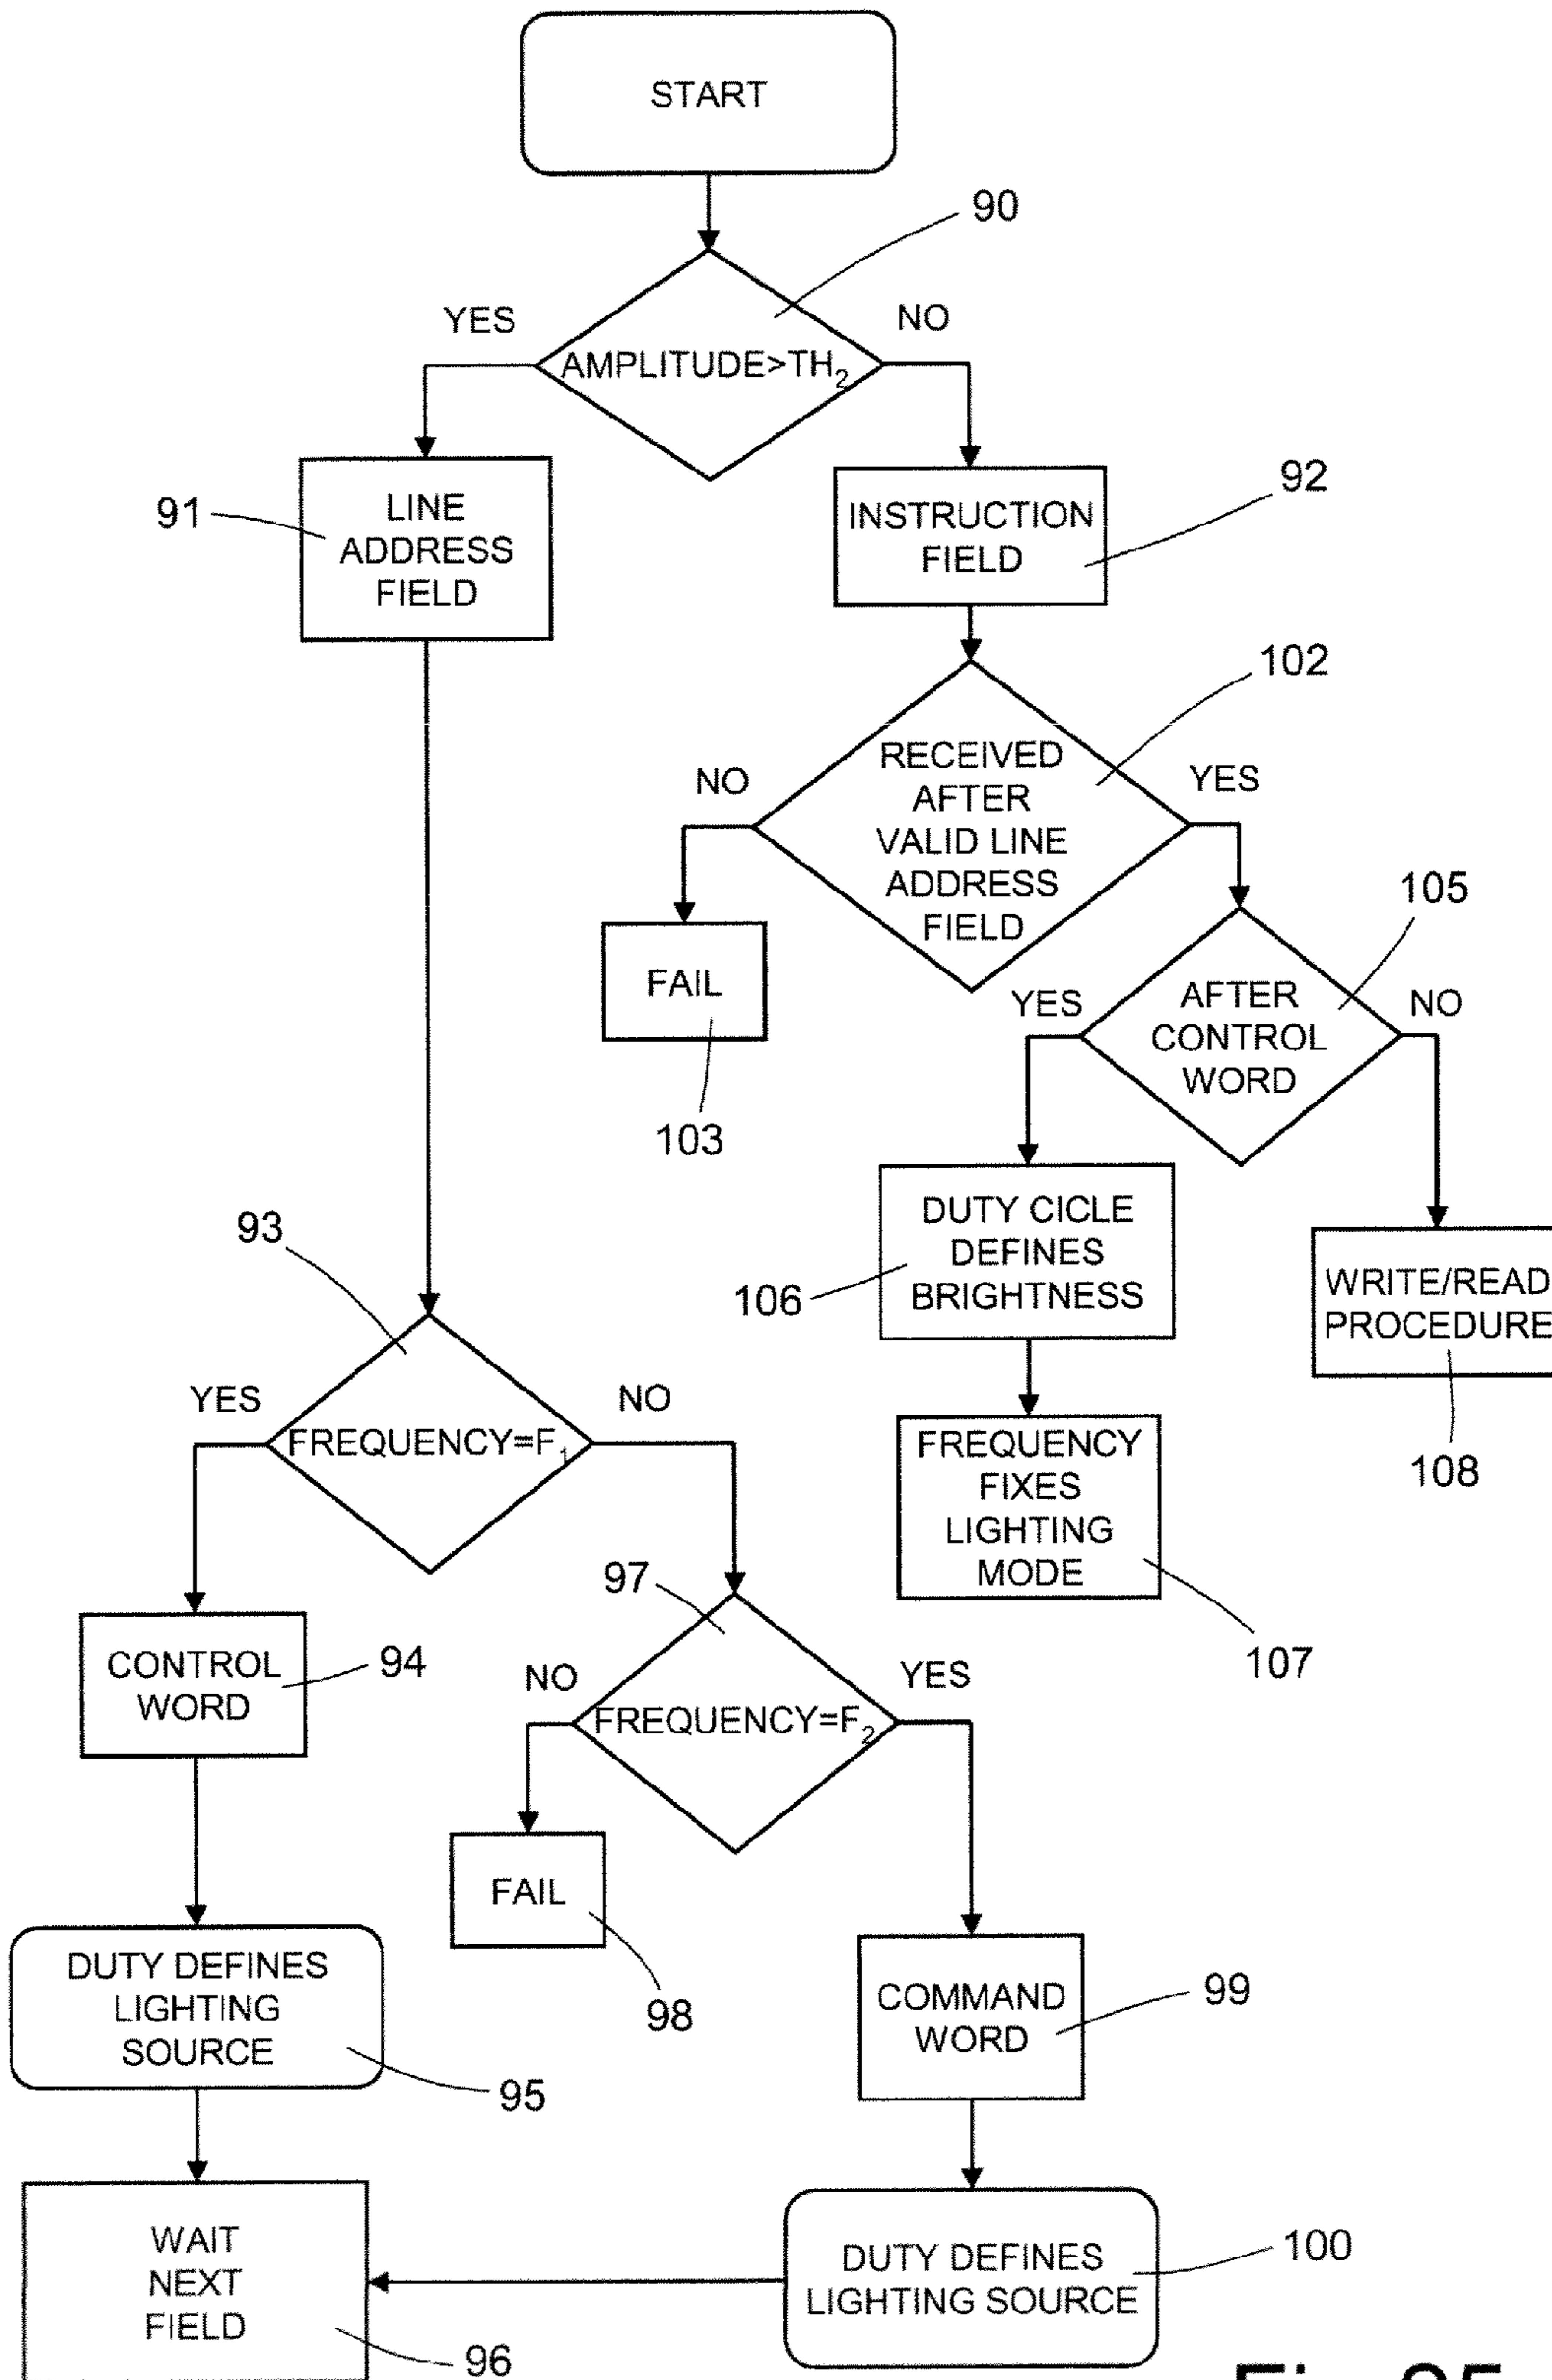 START
90
YES
NO
AMPLITUDE>TH2
91
LINE
ADDRESS
FIELD
92
INSTRUCTION
FIELD
102
NO
RECEIVED
AFTER
VALID LINE
ADDRESS
FIELD
YES
FAIL
103
105
YES
AFTER
CONTROL
WORD
NO
DUTY CICLE
DEFINES
BRIGHTNESS
106
WRITE/READ
PROCEDURE
108
93
YES
FREQUENCY=F1
NO
FREQUENCY
FIXES
LIGHTING
MODE
107
CONTROL
WORD
94
97
NO
FREQUENCY=F2
YES
FAIL
98
DUTY DEFINES
LIGHTING
SOURCE
95
COMMAND
WORD
99
WAIT
NEXT
FIELD
96
DUTY DEFINES
LIGHTING SOURCE
100